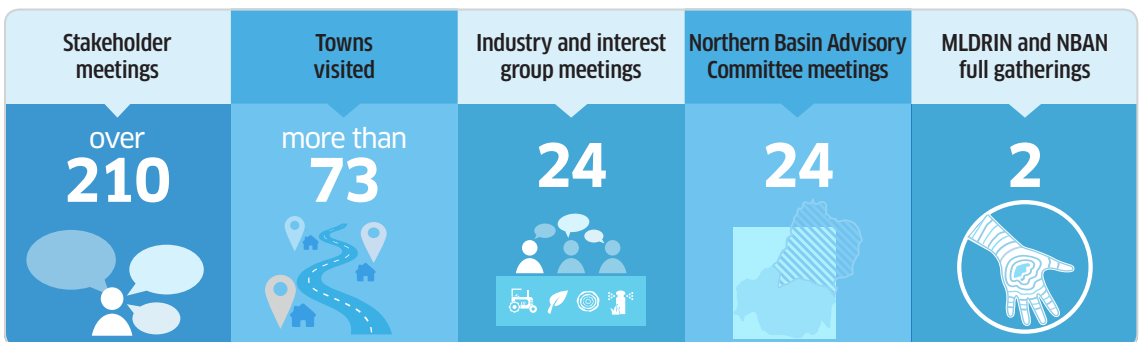 Stakeholder
meetings
over
210
Towns
visited
more than
73
Industry and interest
group meetings
24
Northern Basin Advisory
Committee meetings
24
MLDRIN and NBAN
full gatherings
2